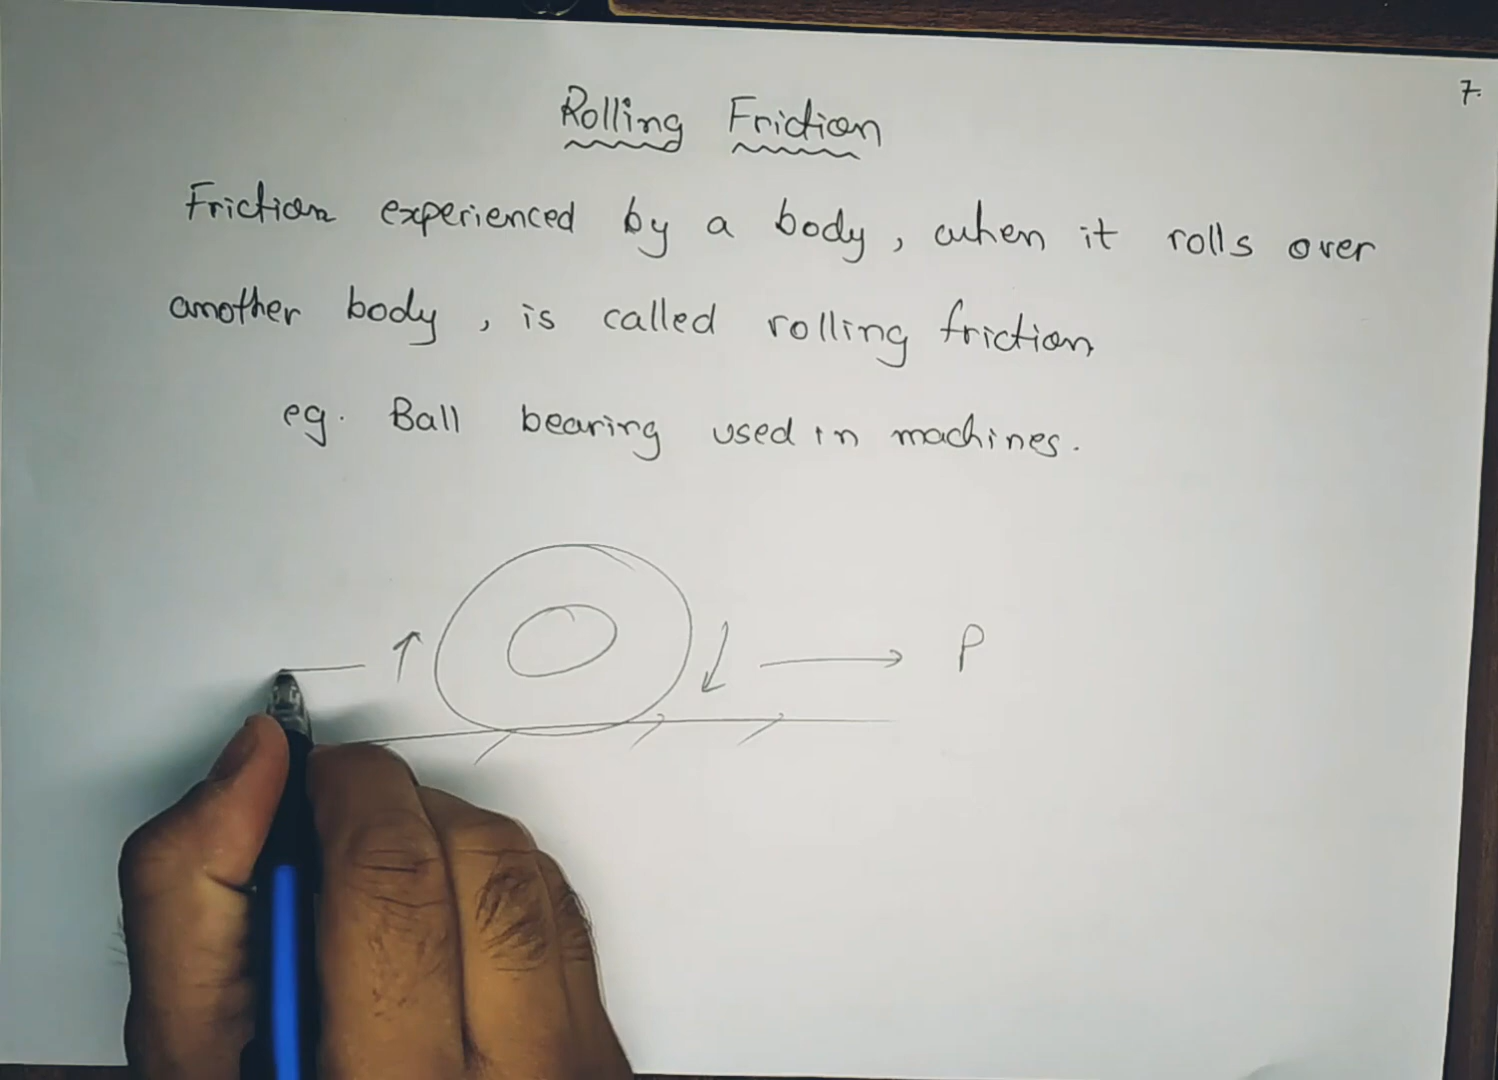 7.
Rolling Friction
Friction experienced by a body, when it rolls over
another body, is called rolling friction
eg. Ball bearing used in machines.
P